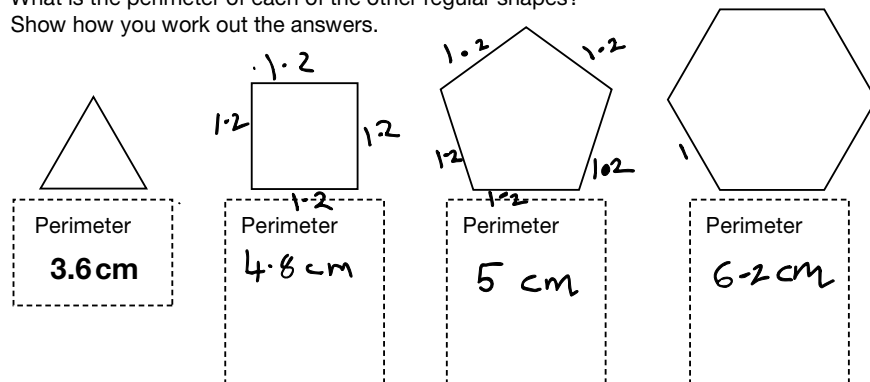 What is the perimeter of each of the other regular shapes?
Show how you work out the answers.
1.2
1.2
1.2
1.2
1.2
1.2
1.2
1.2
1.2
1
Perimeter
3.6 cm
Perimeter
4.8 cm
Perimeter
5 cm
Perimeter
6.2 cm